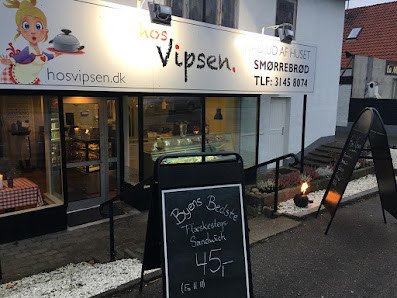 hos
Vipsen.
hosvipsen.dk
MAD UD AF HUSET
SMØRREBRØD
TLF: 3145 8074
Byens Bedste
Flæskestegs
Sandwich
45,-